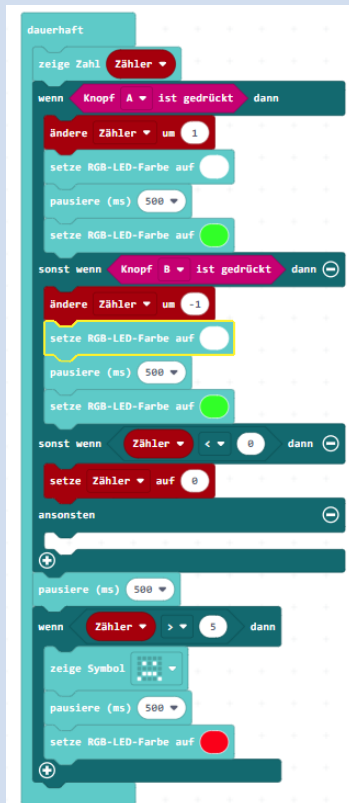 dauerhaft
zeige Zahl Zähler
wenn Knopf A ist gedrückt dann
ändere Zähler um 1
setze RGB-LED-Farbe auf
pausiere (ms) 500
setze RGB-LED-Farbe auf
sonst wenn Knopf B ist gedrückt dann
ändere Zähler um -1
setze RGB-LED-Farbe auf
pausiere (ms) 500
setze RGB-LED-Farbe auf
sonst wenn Zähler < 0 dann
setze Zähler auf 0
ansonsten
pausiere (ms) 500
wenn Zähler > 5 dann
zeige Symbol
pausiere (ms) 500
setze RGB-LED-Farbe auf